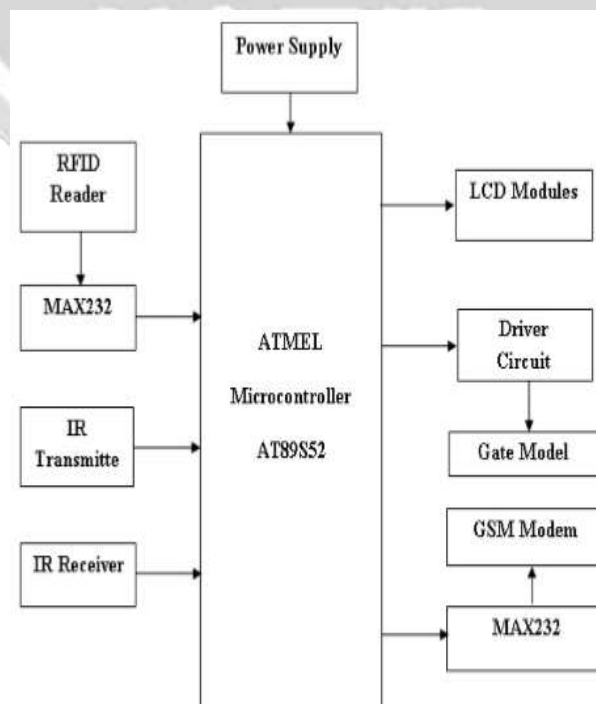 Power Supply
RFID
Reader
MAX232
IR
Transmitte
IR Receiver
ATMEL
Microcontroller
AT89S52
LCD Modules
Driver
Circuit
Gate Model
GSM Modem
MAX232